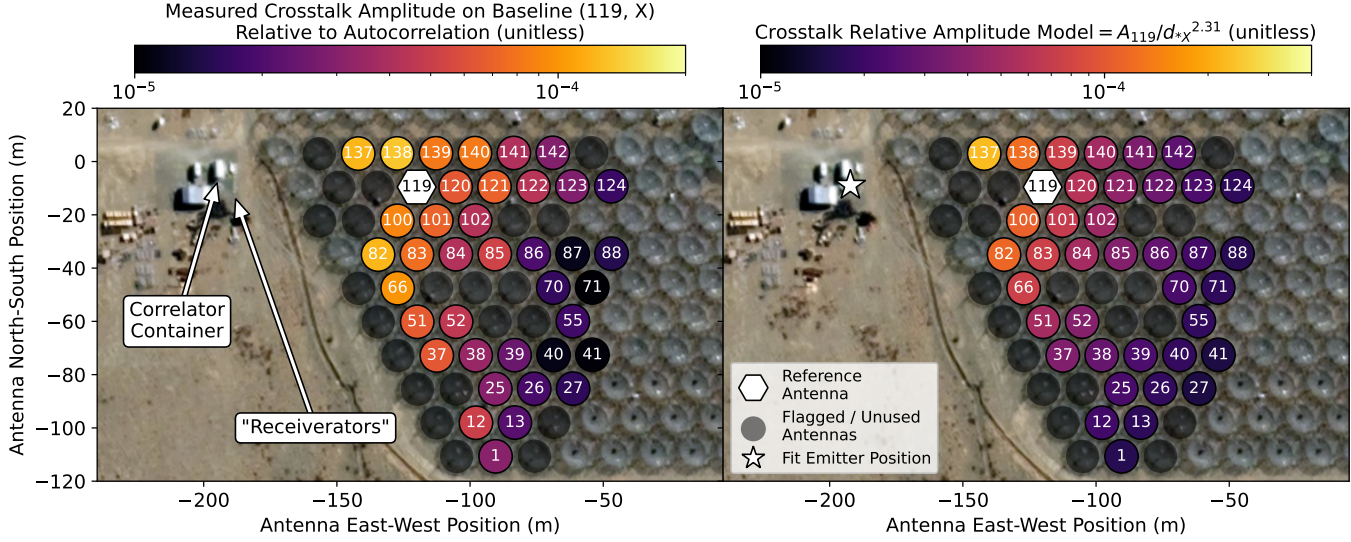 Measured Crosstalk Amplitude on Baseline (119, X)
Relative to Autocorrelation (unitless)
10⁻⁵
10⁻⁴
Crosstalk Relative Amplitude Model = A₁₁₉/d⁎ₓ²·³¹ (unitless)
10⁻⁵
10⁻⁴
Antenna North-South Position (m)
20
0
−20
−40
−60
−80
−100
−120
137 138 139 140 141 142
119 120 121 122 123 124
100 101 102
82 83 84 85 86 87 88
66 70 71
51 52 55
37 38 39 40 41
25 26 27
12 13
1
Correlator
Container
"Receiverators"
−200 −150 −100 −50
Antenna East-West Position (m)
137 138 139 140 141 142
119 120 121 122 123 124
100 101 102
82 83 84 85 86 87 88
66 70 71
51 52 55
37 38 39 40 41
25 26 27
12 13
1
Reference
Antenna
Flagged / Unused
Antennas
Fit Emitter Position
−200 −150 −100 −50
Antenna East-West Position (m)